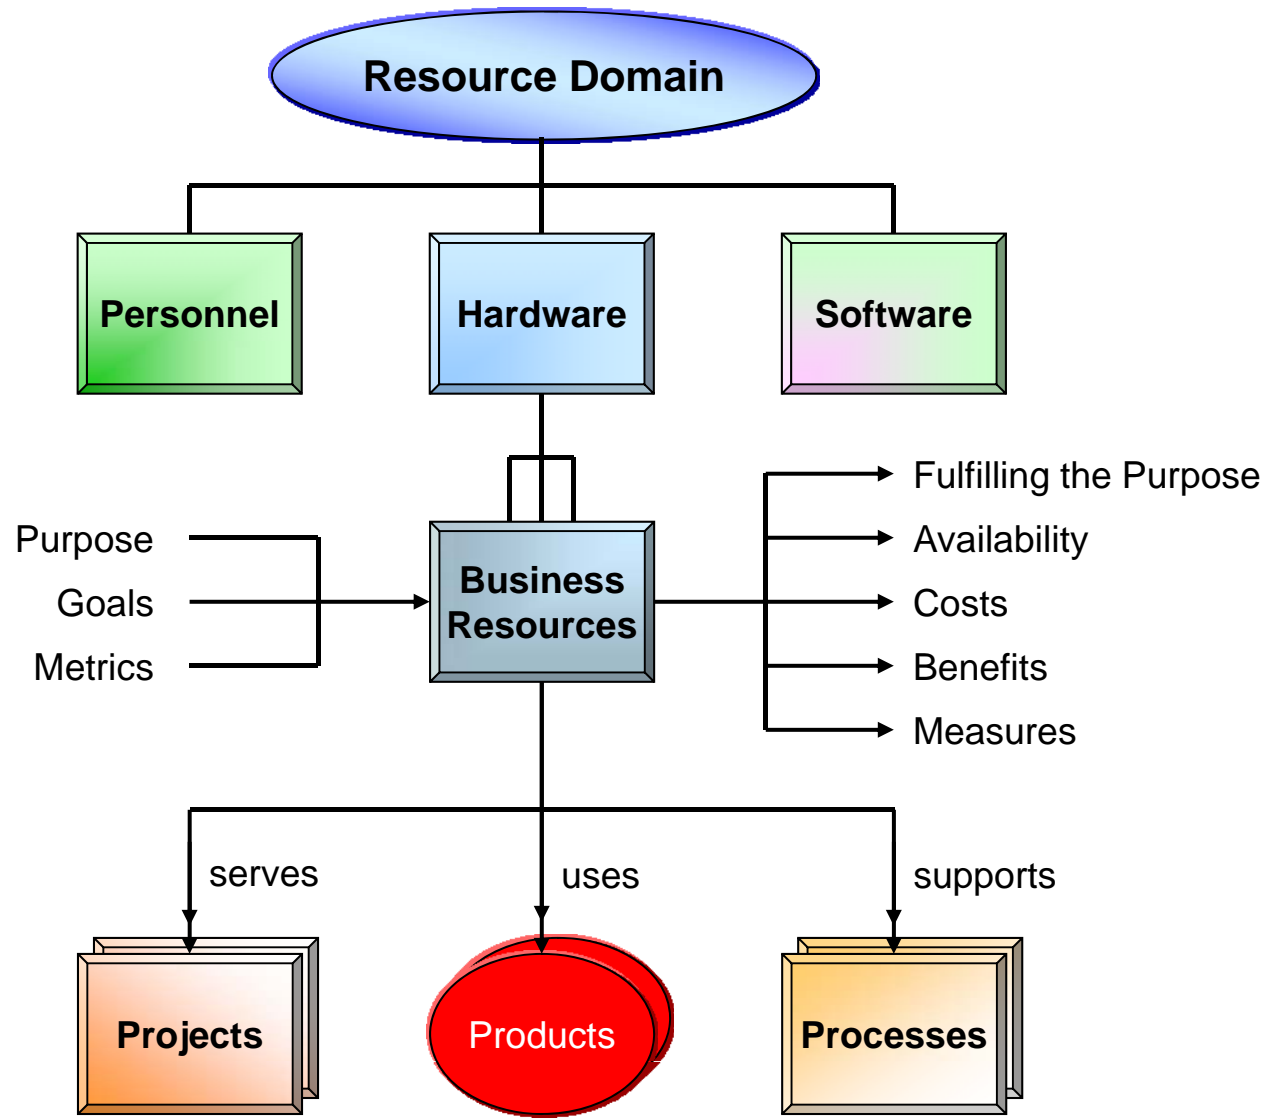 Resource Domain
Personnel
Hardware
Software
Purpose
Goals
Metrics
Business
Resources
Fulfilling the Purpose
Availability
Costs
Benefits
Measures
serves
uses
supports
Projects
Products
Processes